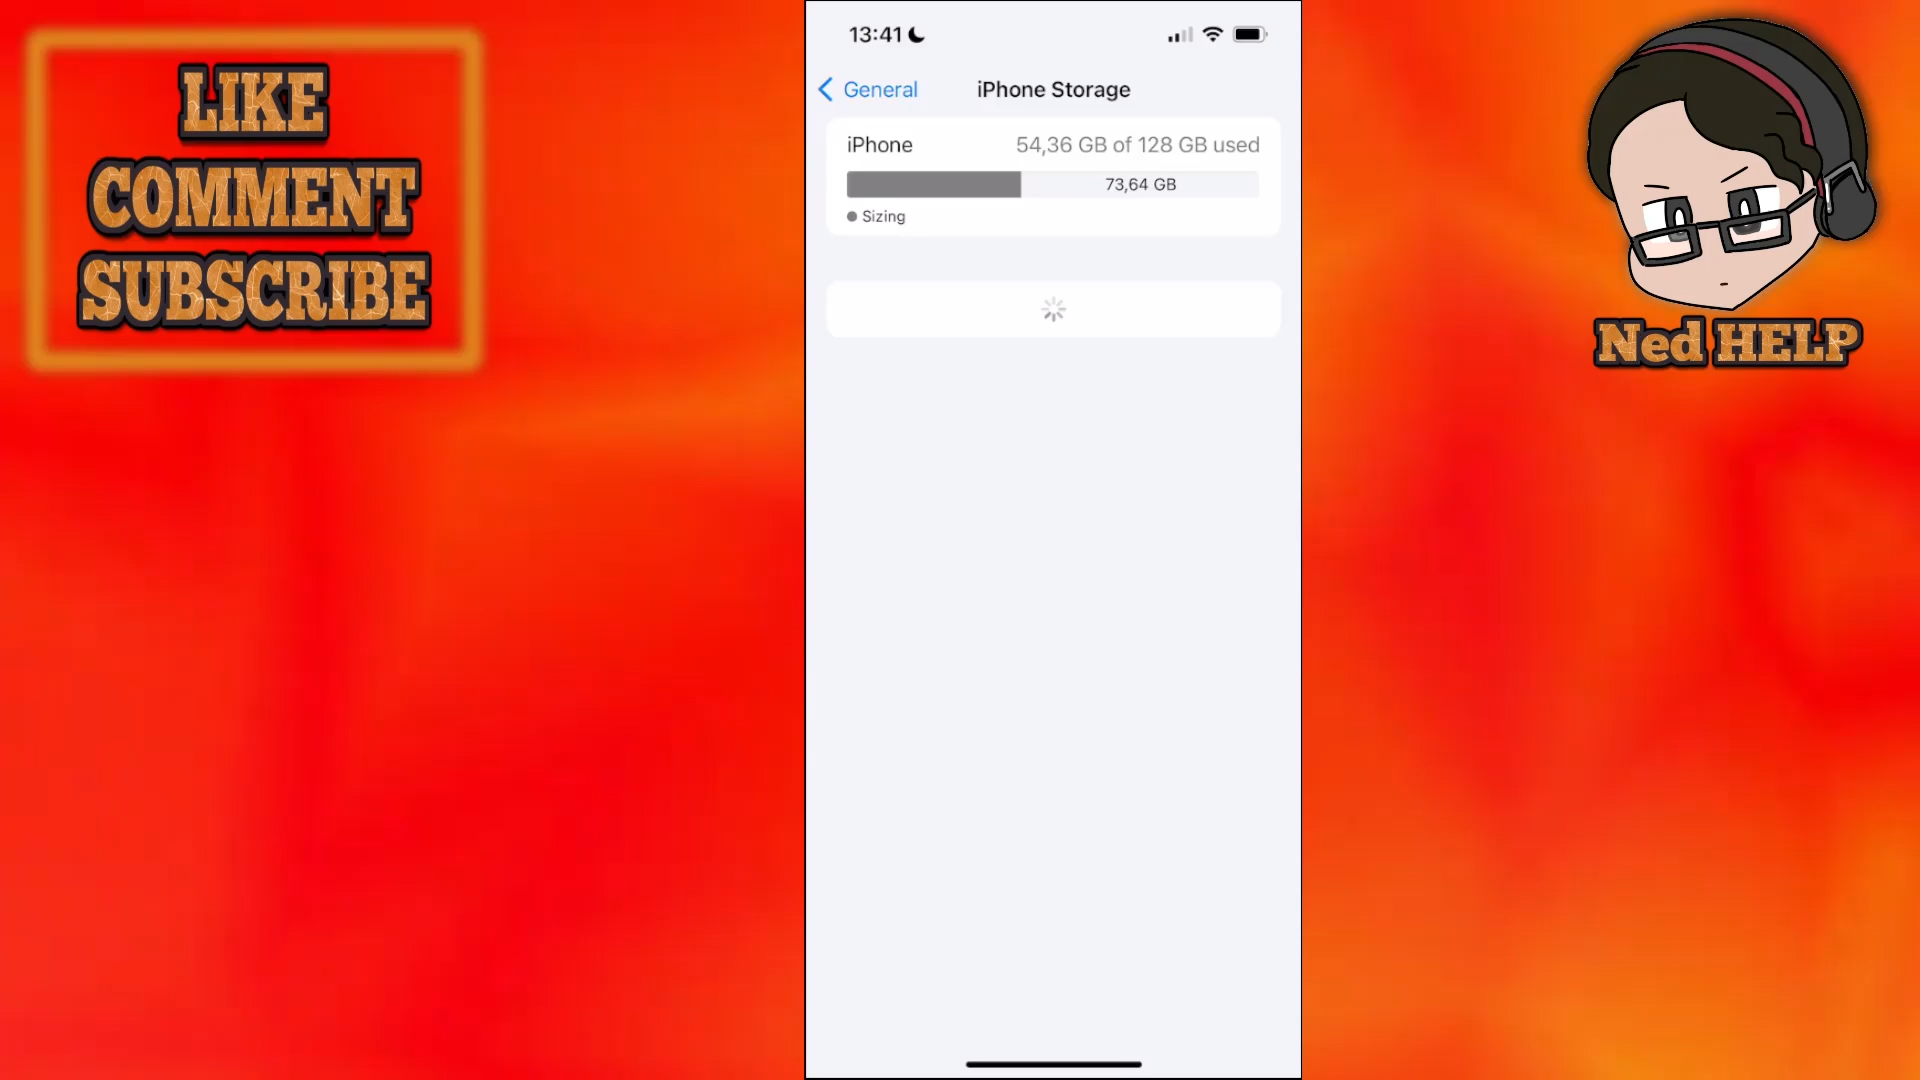 LIKE
COMMENT
SUBSCRIBE
13:41
General
iPhone Storage
iPhone
54,36 GB of 128 GB used
73,64 GB
Sizing
Ned HELP